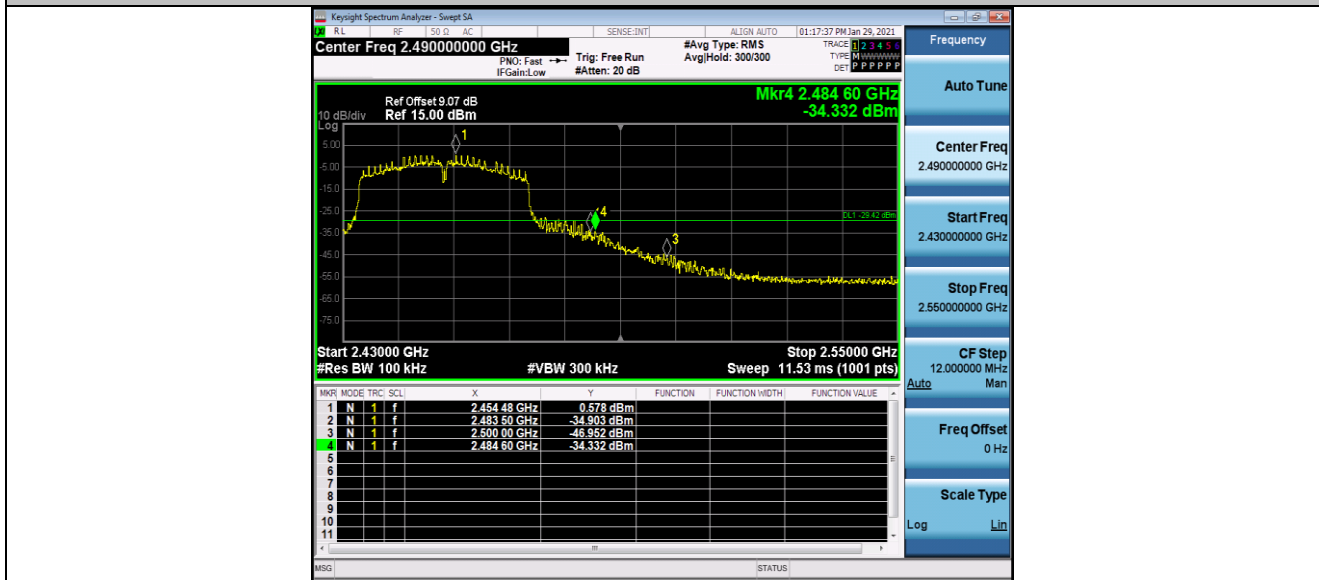 Keysight Spectrum Analyzer - Swept SA
RL RF 50 Ω AC SENSE:INT ALIGN AUTO 01:17:37 PM Jan 29, 2021
Center Freq 2.490000000 GHz
PNO: Fast
IFGain:Low
Trig: Free Run
#Atten: 20 dB
#Avg Type: RMS
Avg|Hold: 300/300
TRACE 1 2 3 4 5 6
TYPE M WWWWW
DET P P P P P P
Mkr4 2.484 60 GHz
-34.332 dBm
Ref Offset 9.07 dB
10 dB/div Ref 15.00 dBm
Log
5.00
-5.00
-15.0
-25.0
-35.0
-45.0
-55.0
-65.0
-75.0
1
4
3
DL1 -29.42 dBm
Start 2.43000 GHz Stop 2.55000 GHz
#Res BW 100 kHz #VBW 300 kHz Sweep 11.53 ms (1001 pts)
MKR MODE TRC SCL X Y FUNCTION FUNCTION WIDTH FUNCTION VALUE
1 N 1 f 2.454 48 GHz 0.578 dBm
2 N 1 f 2.483 50 GHz -34.903 dBm
3 N 1 f 2.500 00 GHz -46.952 dBm
4 N 1 f 2.484 60 GHz -34.332 dBm
5
6
7
8
9
10
11
MSG STATUS
Frequency
Auto Tune
Center Freq
2.490000000 GHz
Start Freq
2.430000000 GHz
Stop Freq
2.550000000 GHz
CF Step
12.000000 MHz
Auto Man
Freq Offset
0 Hz
Scale Type
Log Lin